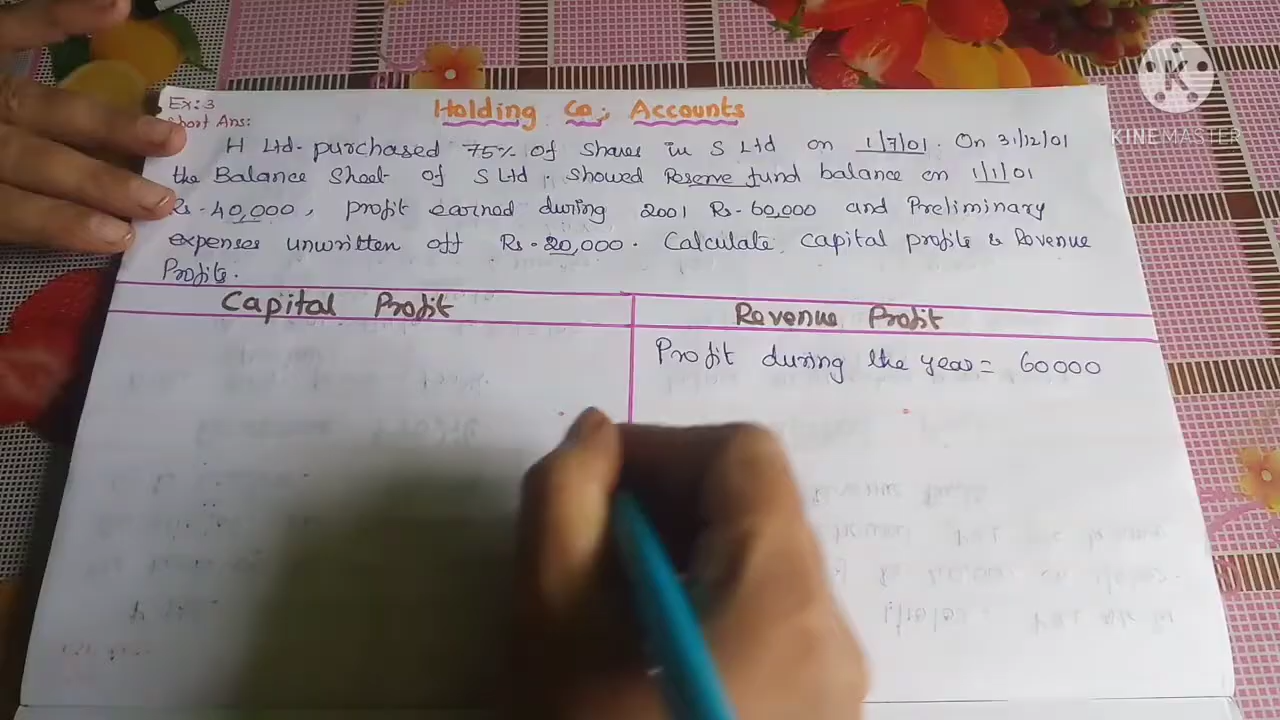 Ex: 3
Short Ans:
Holding Co; Accounts
H Ltd. purchased 75% of shares in S Ltd on 1/7/01. On 31/12/01
the Balance Sheet of S Ltd. showed Reserve fund balance on 1/1/01
Rs. 40,000, profit earned during 2001 Rs. 60,000 and Preliminary
expenses unwritten off Rs. 20,000. Calculate capital profits & Revenue
Profits.
Capital Profit
Revenue Profit
Profit during the year = 60000
K
KINEMASTER